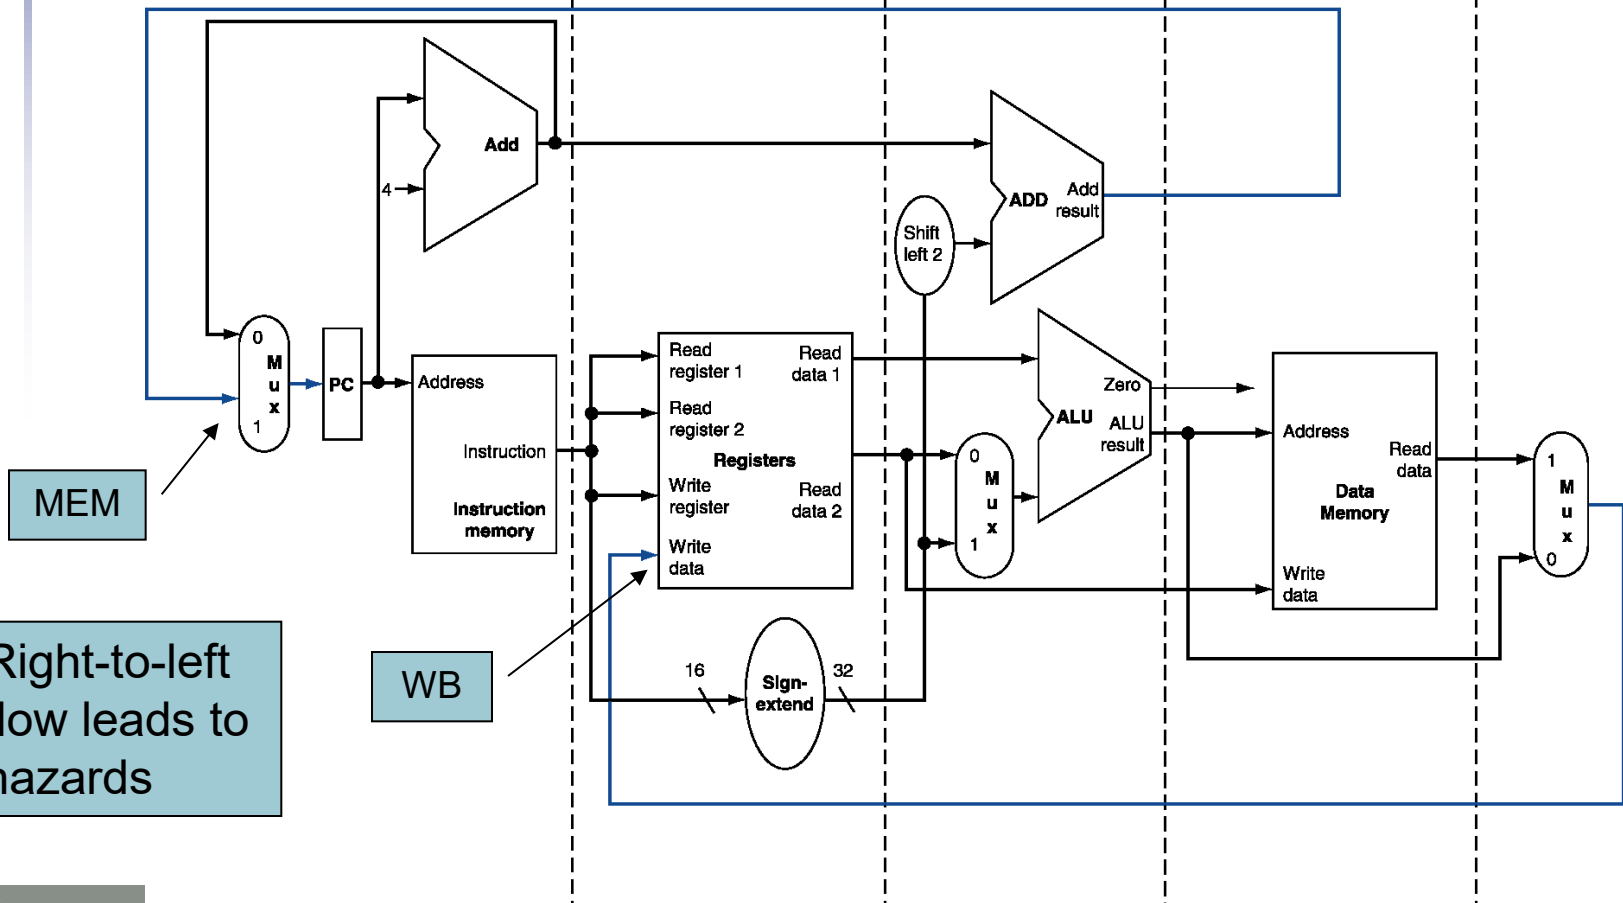 Add
4
ADD
Add
result
Shift
left 2
0
M
u
x
1
PC
Address
Instruction
Instruction
memory
Read
register 1
Read
register 2
Write
register
Write
data
Registers
Read
data 1
Read
data 2
0
M
u
x
1
Zero
ALU
ALU
result
Address
Read
data
Data
Memory
Write
data
1
M
u
x
0
MEM
WB
16
Sign-
extend
32
Right-to-left
low leads to
hazards